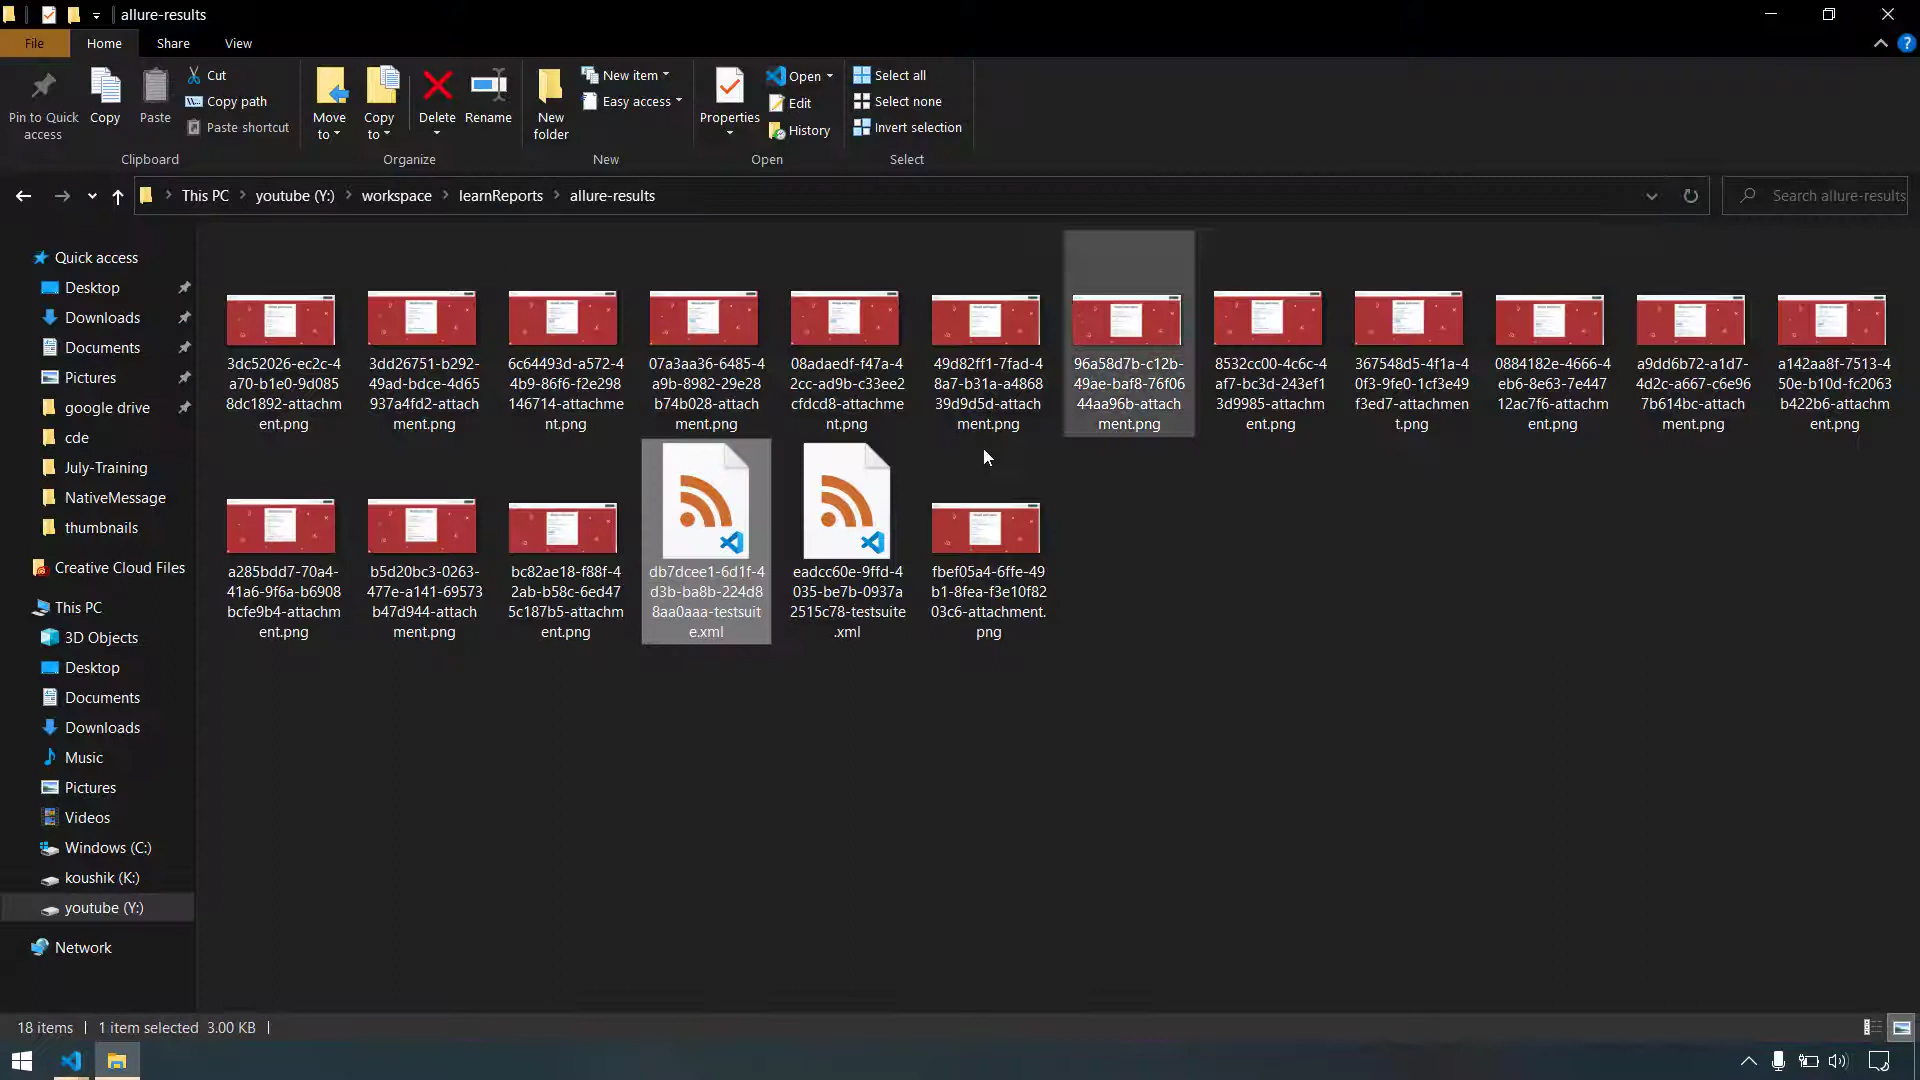 allure-results
File
Home
Share
View
Pin to Quick access
Copy
Paste
Cut
Copy path
Paste shortcut
Move to
Copy to
Delete
Rename
New folder
New item
Easy access
Properties
Open
Edit
History
Select all
Select none
Invert selection
Clipboard
Organize
New
Open
Select
This PC
youtube (Y:)
workspace
learnReports
allure-results
Search allure-results
Quick access
Desktop
Downloads
Documents
Pictures
google drive
cde
July-Training
NativeMessage
thumbnails
Creative Cloud Files
This PC
3D Objects
Desktop
Documents
Downloads
Music
Pictures
Videos
Windows (C:)
koushik (K:)
youtube (Y:)
Network
3dc52026-ec2c-4
a70-b1e0-9d085
8dc1892-attachm
ent.png
3dd26751-b292-
49ad-bdce-4d65
937a4fd2-attach
ment.png
6c64493d-a572-4
4b9-86f6-f2e298
146714-attachme
nt.png
07a3aa36-6485-4
a9b-8982-29e28
b74b028-attach
ment.png
08adaedf-f47a-4
2cc-ad9b-c33ee2
cfdcd8-attachme
nt.png
49d82ff1-7fad-4
8a7-b31a-a4868
39d9d5d-attach
ment.png
96a58d7b-c12b-
49ae-baf8-76f06
44aa96b-attach
ment.png
8532cc00-4c6c-4
af7-bc3d-243ef1
3d9985-attachm
ent.png
367548d5-4f1a-4
0f3-9fe0-1cf3e49
f3ed7-attachmen
t.png
0884182e-4666-4
eb6-8e63-7e447
12ac7f6-attachm
ent.png
a9dd6b72-a1d7-
4d2c-a667-c6e96
7b614bc-attach
ment.png
a142aa8f-7513-4
50e-b10d-fc2063
b422b6-attachm
ent.png
a285bdd7-70a4-
41a6-9f6a-b6908
bcfe9b4-attachm
ent.png
b5d20bc3-0263-
477e-a141-69573
b47d944-attach
ment.png
bc82ae18-f88f-4
2ab-b58c-6ed47
5c187b5-attachm
ent.png
db7dcee1-6d1f-4
d3b-ba8b-224d8
8aa0aaa-testsuit
e.xml
eadcc60e-9ffd-4
035-be7b-0937a
2515c78-testsuite
.xml
fbef05a4-6ffe-49
b1-8fea-f3e10f82
03c6-attachment.
png
18 items
1 item selected 3.00 KB